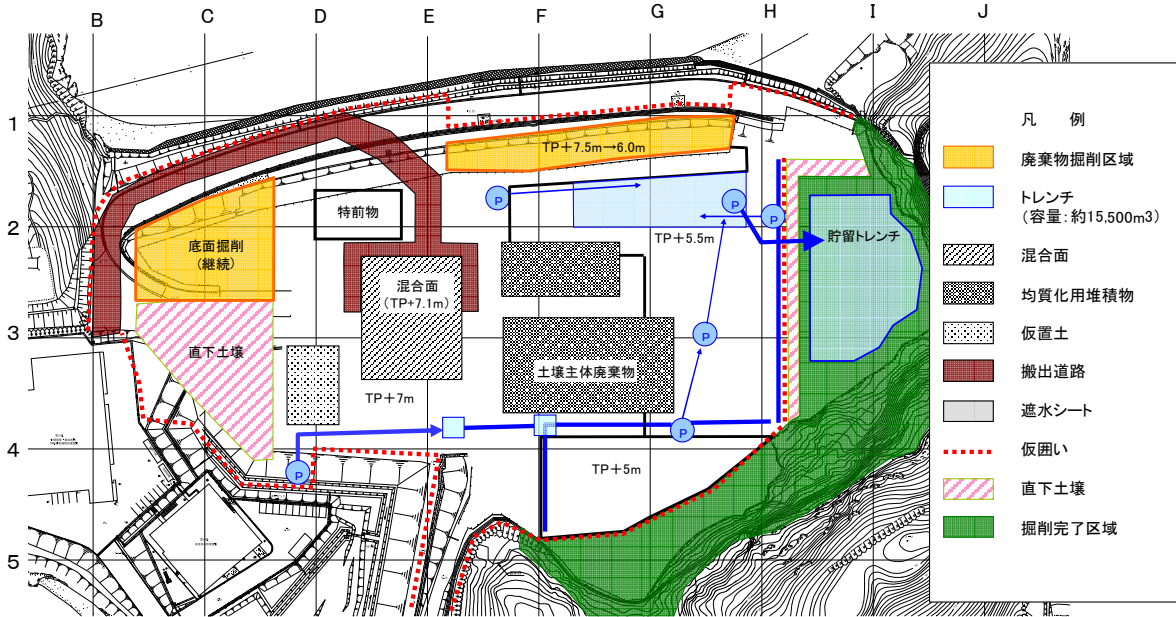 B C D E F G H I J
凡 例
1
TP+7.5m→6.0m
廃棄物掘削区域
トレンチ
(容量:約15,500m3)
P
P
P
特前物
2
TP+5.5m
貯留トレンチ
底面掘削
(継続)
混合面
混合面
(TP+7.1m)
均質化用堆積物
3
P
仮置土
直下土壌
土壌主体廃棄物
搬出道路
TP+7m
遮水シート
P
4
仮囲い
P
TP+5m
直下土壌
掘削完了区域
5